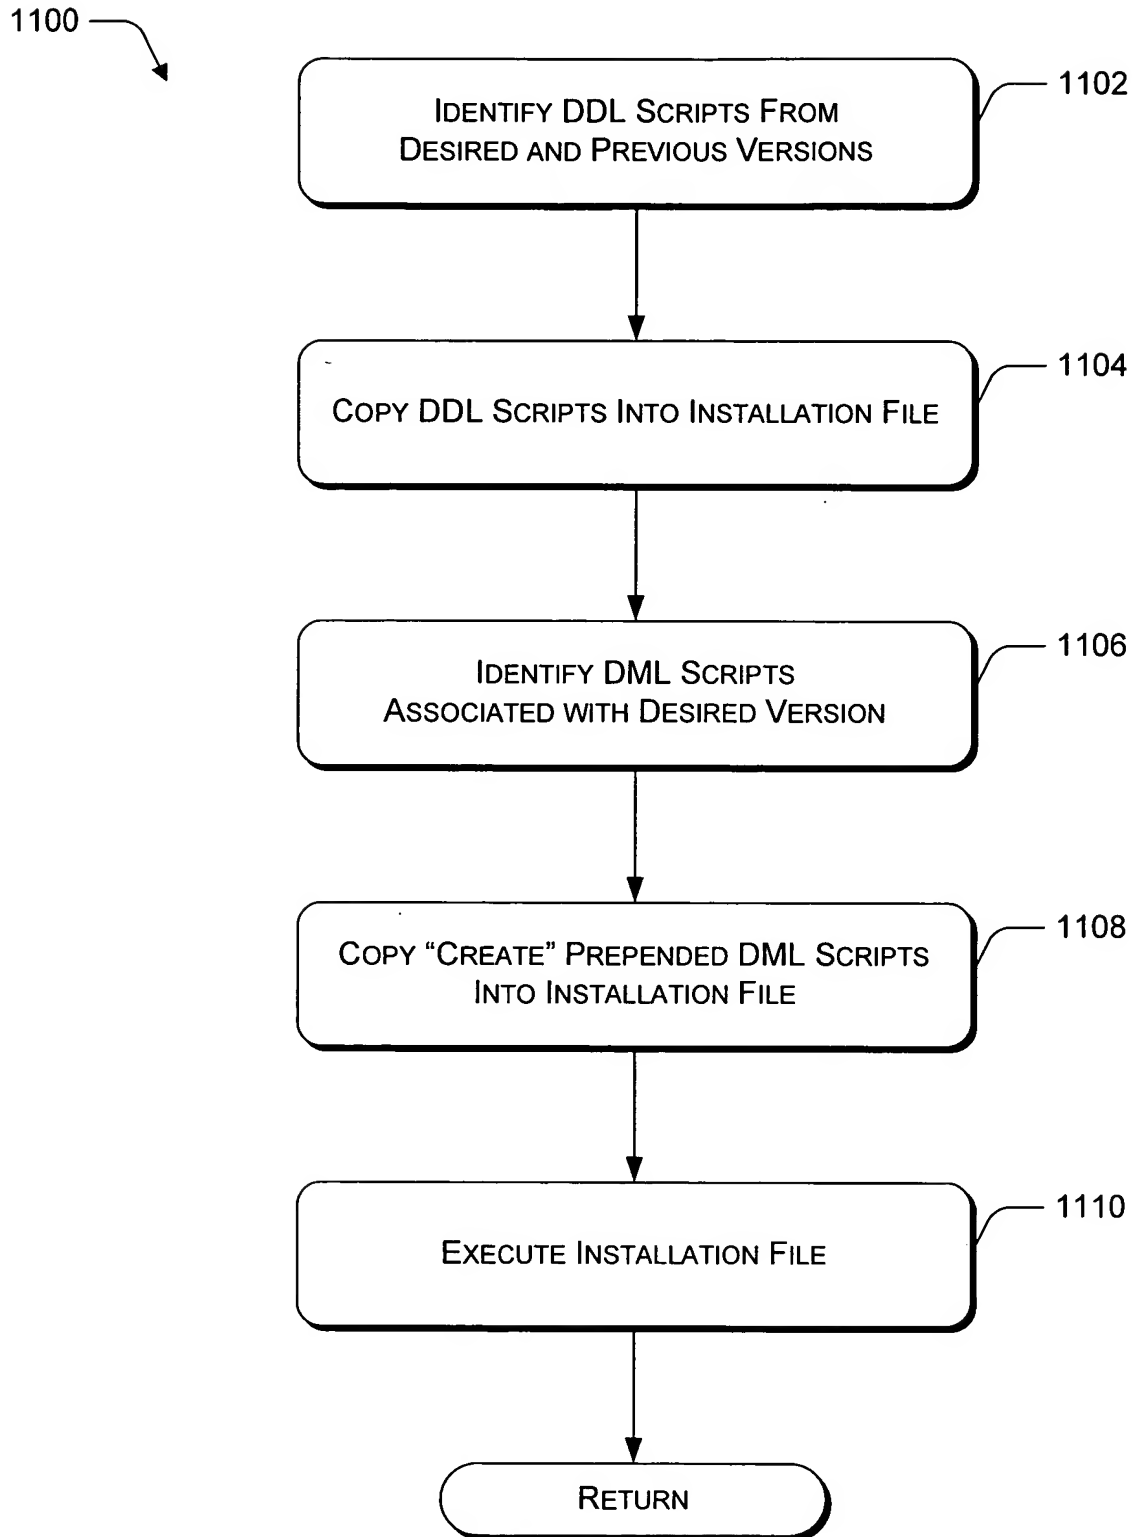 1100
1102
IDENTIFY DDL SCRIPTS FROM
DESIRED AND PREVIOUS VERSIONS
1104
COPY DDL SCRIPTS INTO INSTALLATION FILE
1106
IDENTIFY DML SCRIPTS
ASSOCIATED WITH DESIRED VERSION
1108
COPY “CREATE” PREPENDED DML SCRIPTS
INTO INSTALLATION FILE
1110
EXECUTE INSTALLATION FILE
RETURN